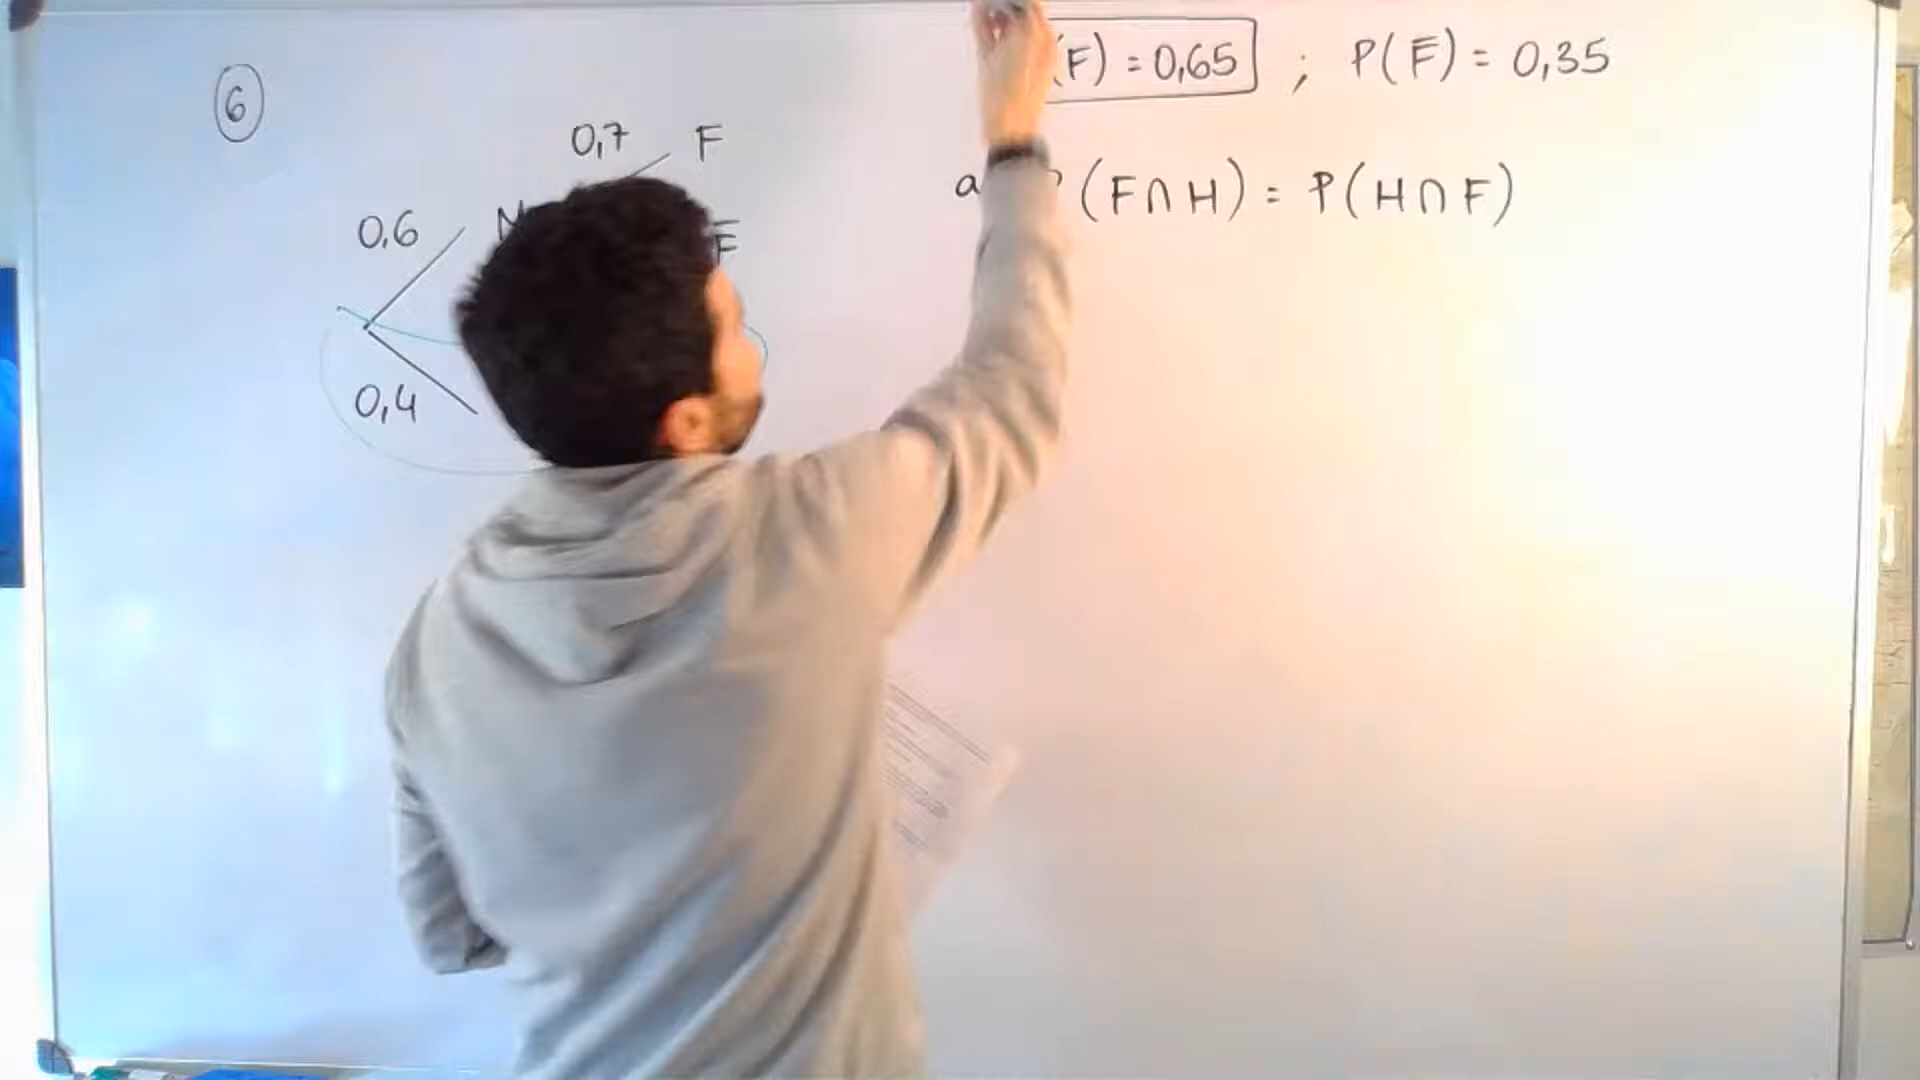 6
(F) = 0,65 ; P(F̅) = 0,35
0,7 F
a (F∩H) = P(H∩F)
0,6
F̅
0,4